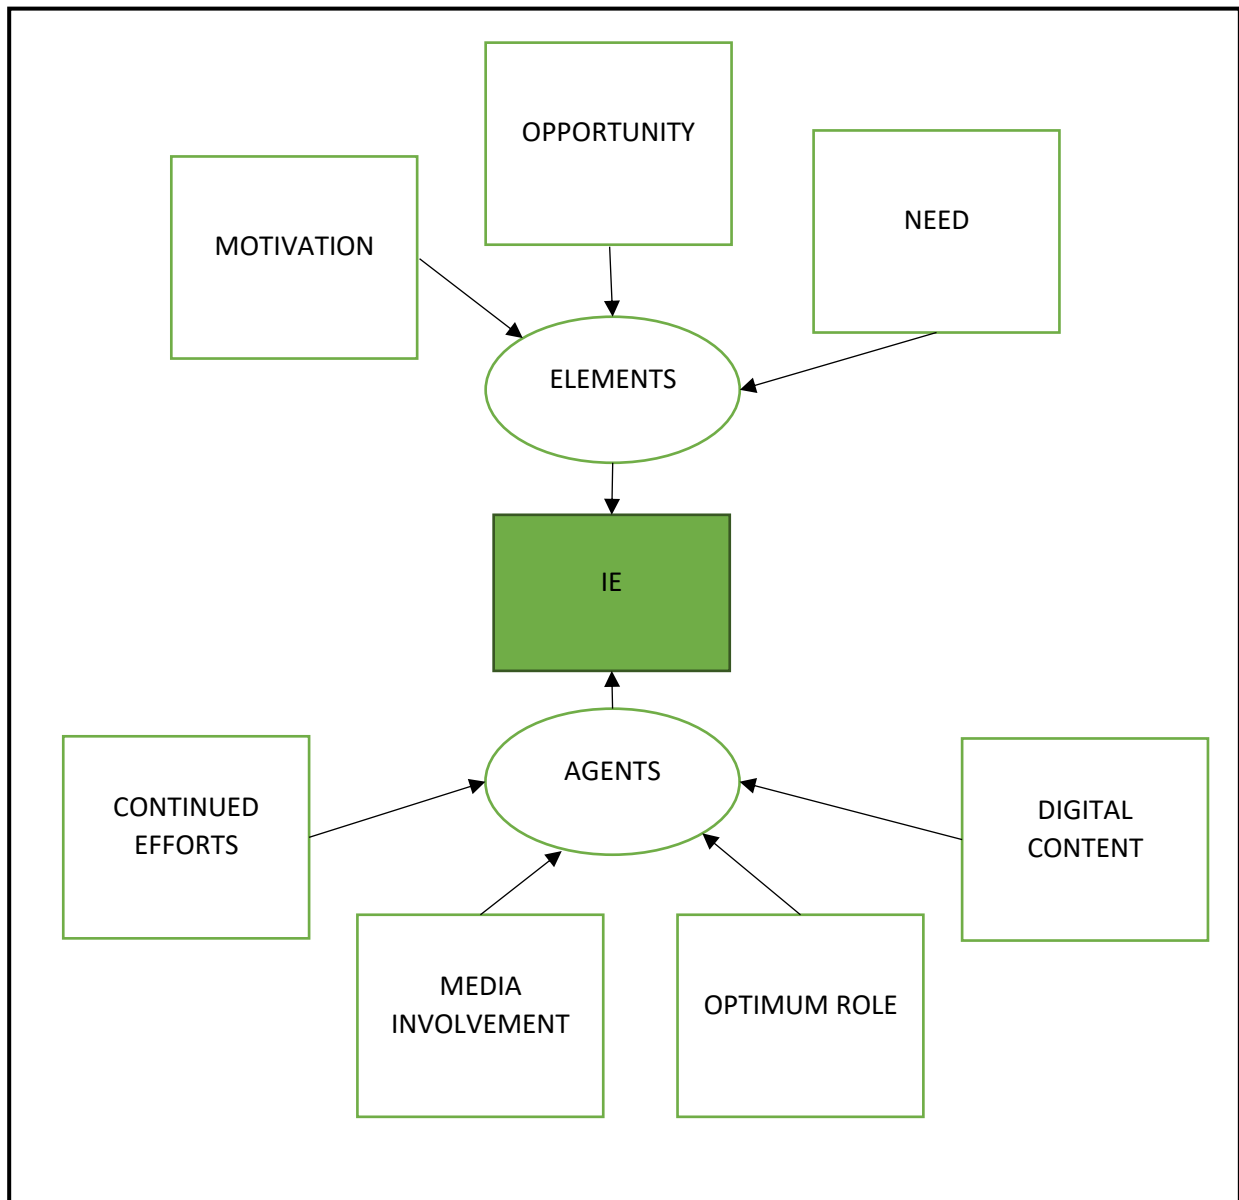 OPPORTUNITY
NEED
MOTIVATION
ELEMENTS
IE
AGENTS
CONTINUED
EFFORTS
DIGITAL
CONTENT
MEDIA
INVOLVEMENT
OPTIMUM ROLE